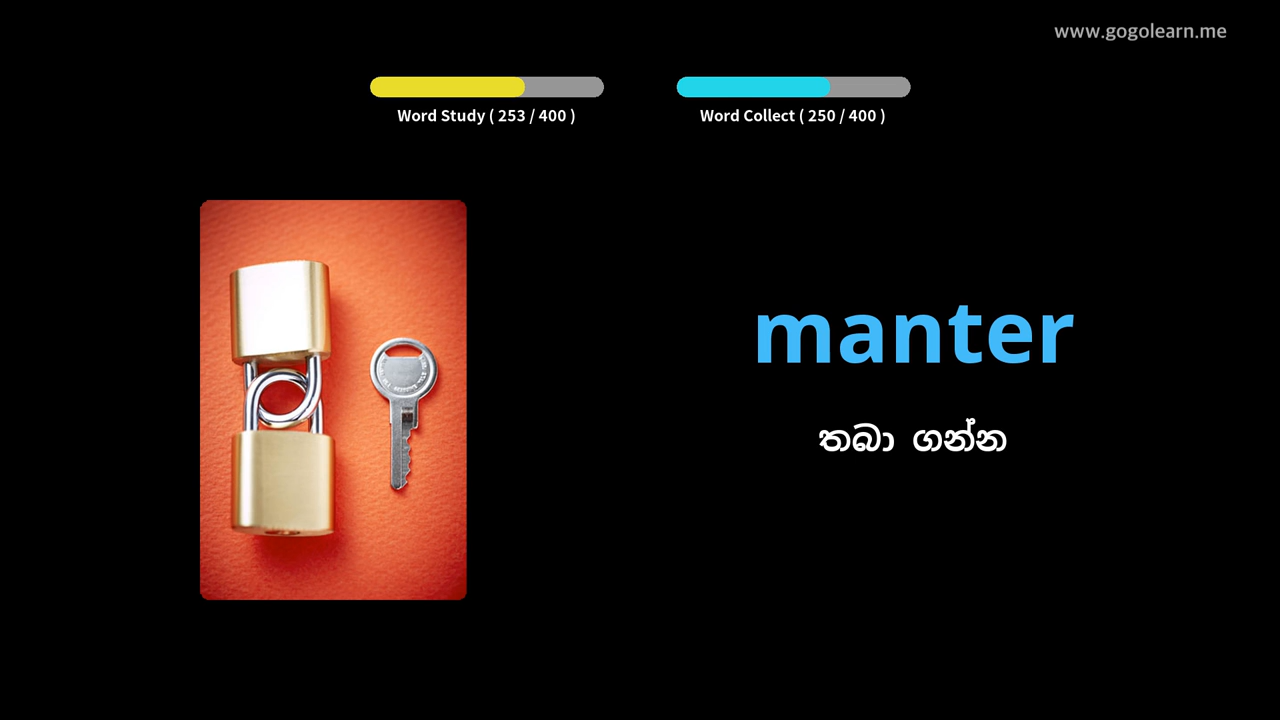 www.gogolearn.me
Word Study ( 253 / 400 )
Word Collect ( 250 / 400 )
manter
තබා ගන්න